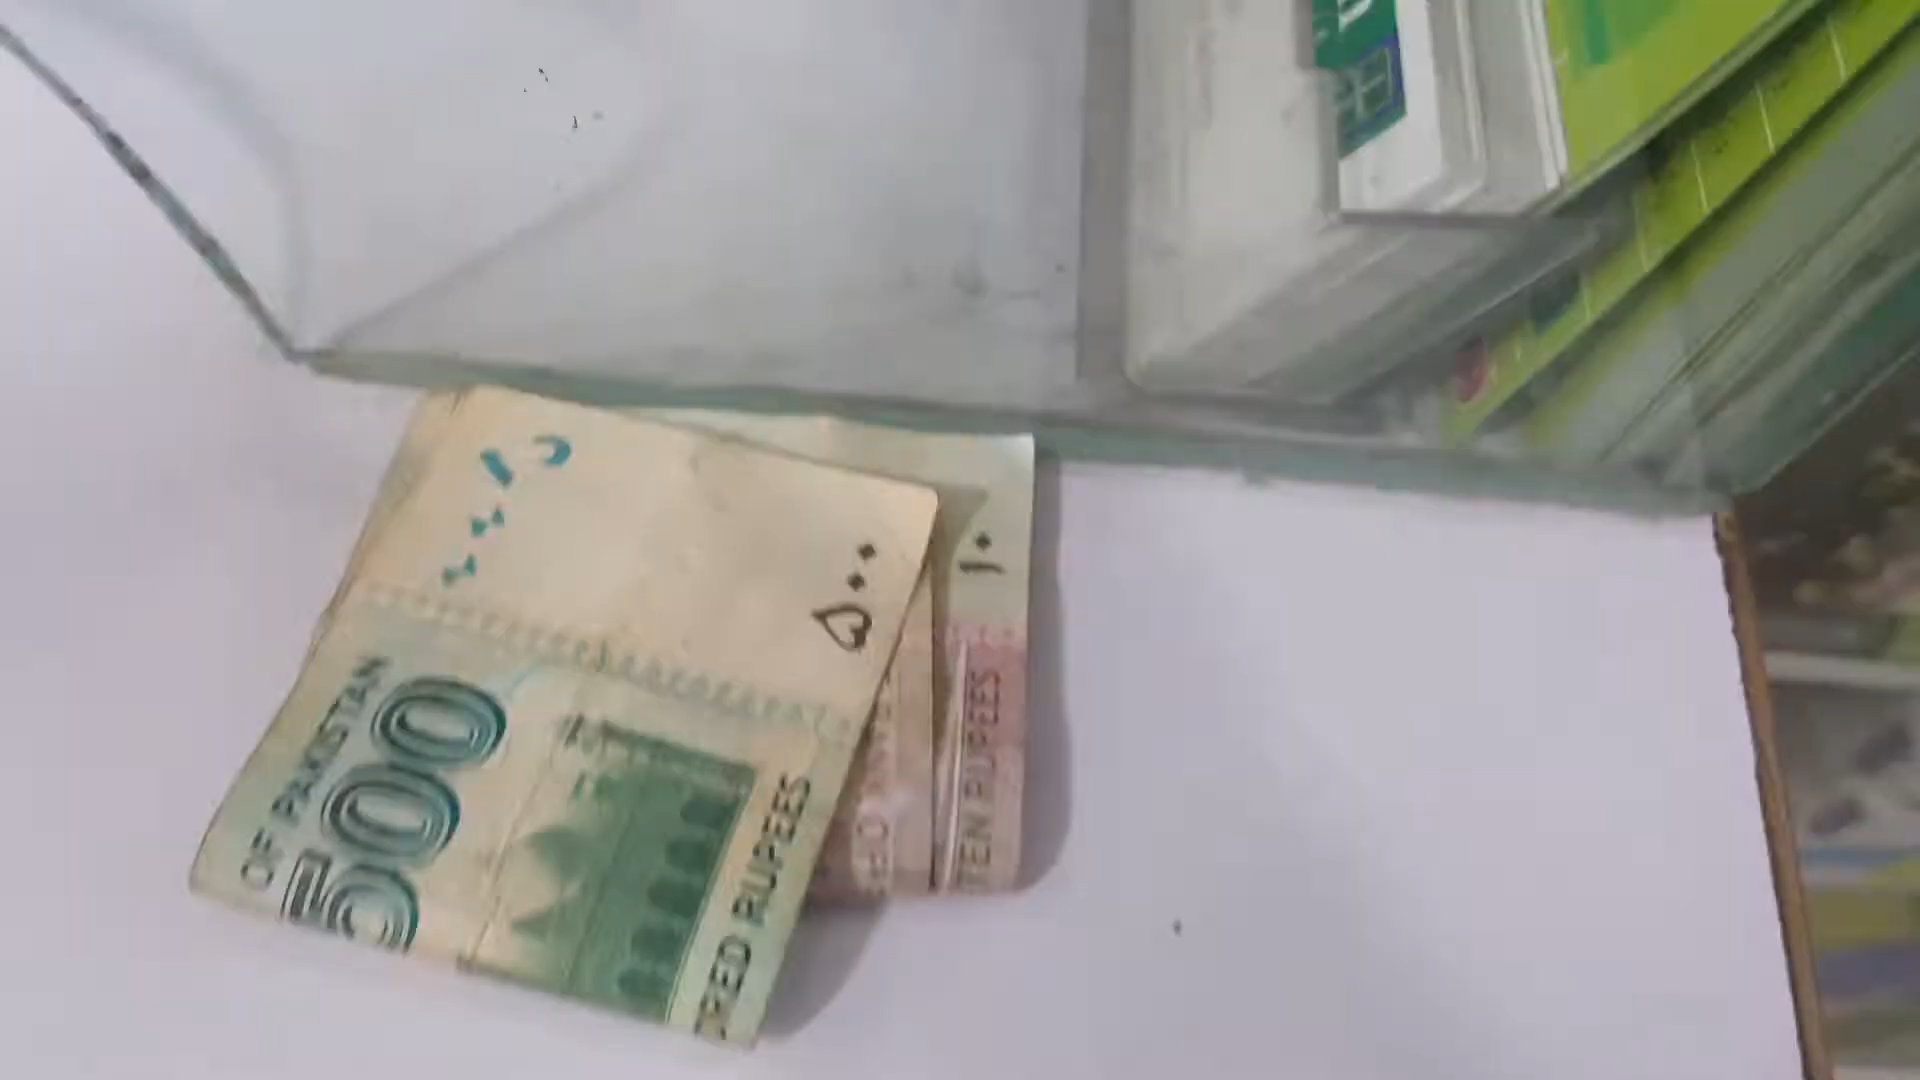 ۵۰۰
OF PAKISTAN
500
RUPEES
۱۰
TEN RUPEES